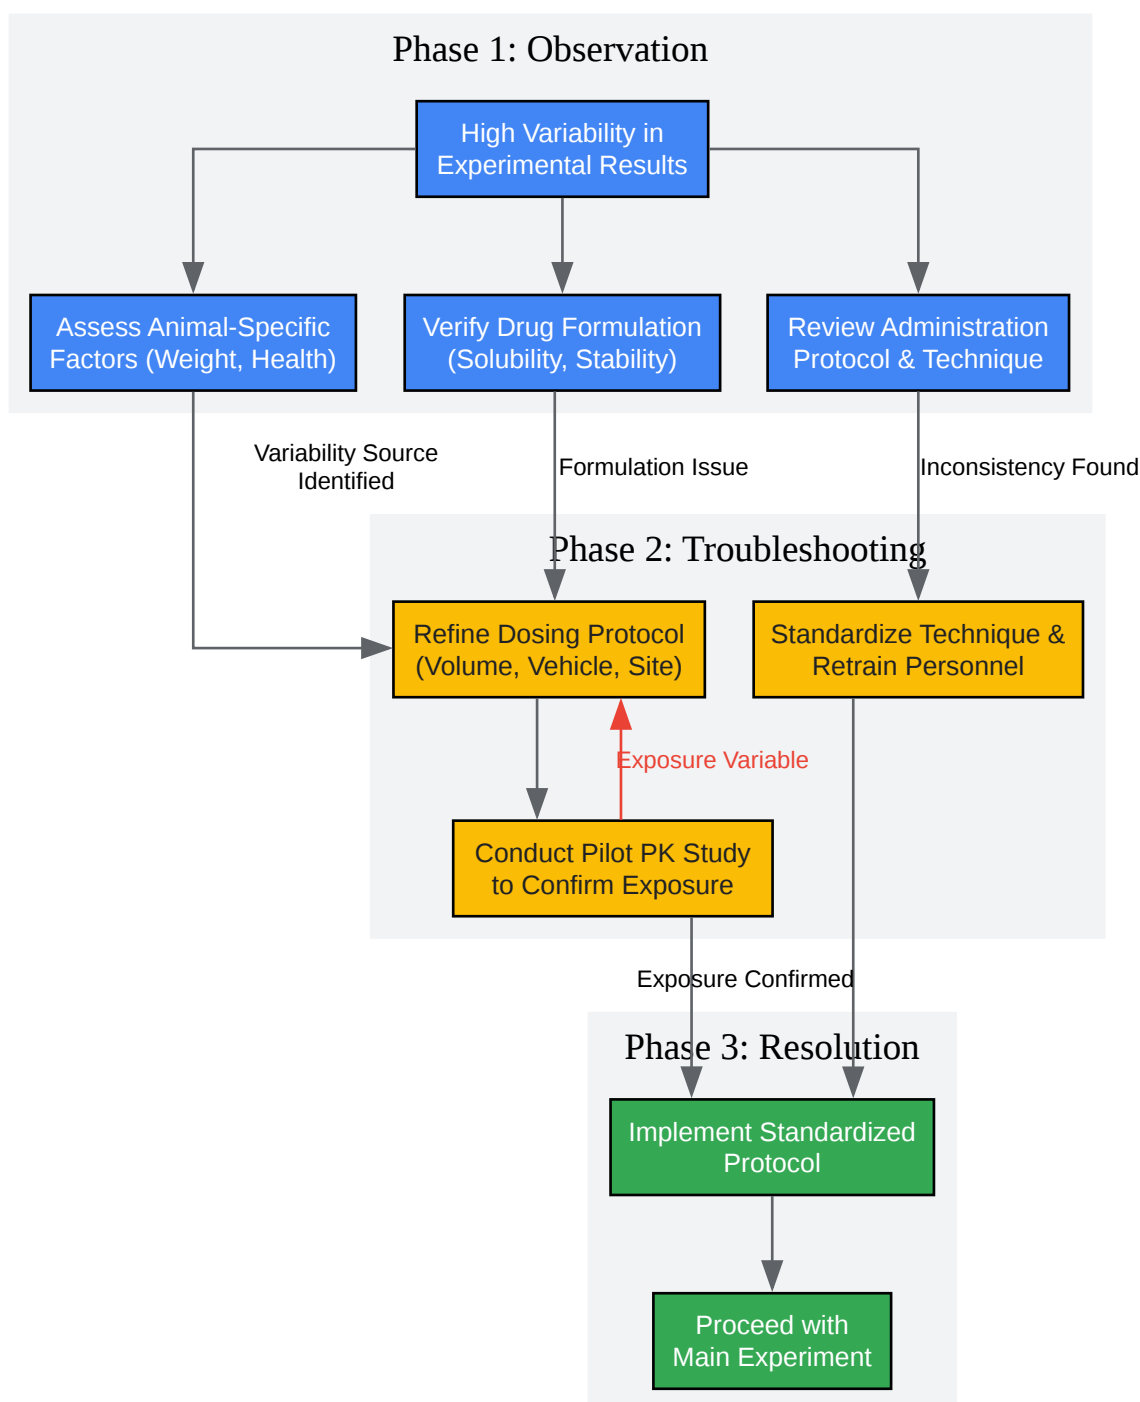 Phase 1: Observation
High Variability in
Experimental Results
Assess Animal-Specific
Factors (Weight, Health)
Verify Drug Formulation
(Solubility, Stability)
Review Administration
Protocol & Technique
Variability Source
Identified
Formulation Issue
Inconsistency Found
Phase 2: Troubleshooting
Refine Dosing Protocol
(Volume, Vehicle, Site)
Standardize Technique &
Retrain Personnel
Exposure Variable
Conduct Pilot PK Study
to Confirm Exposure
Exposure Confirmed
Phase 3: Resolution
Implement Standardized
Protocol
Proceed with
Main Experiment